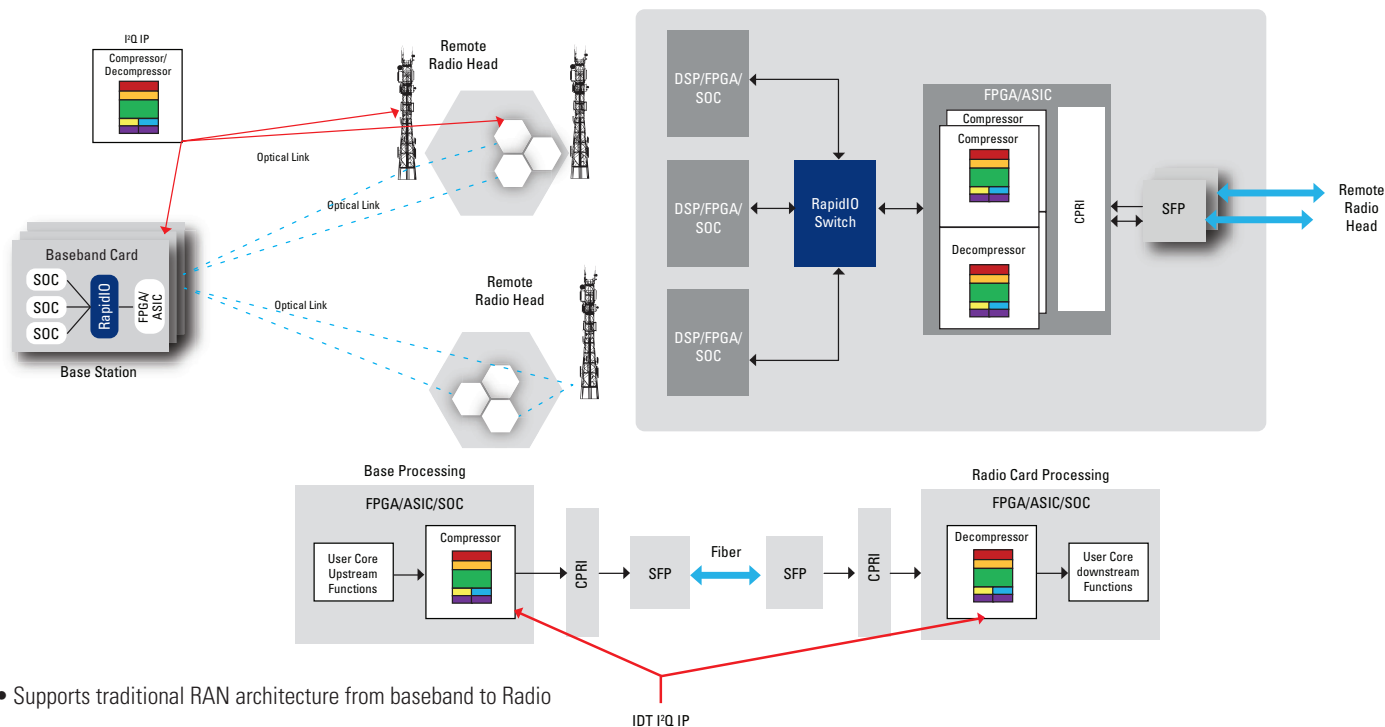 I²Q IP
Compressor/
Decompressor
Remote
Radio Head
Optical Link
Optical Link
Baseband Card
SOC
SOC
SOC
RapidIO
FPGA/
ASIC
Base Station
Optical Link
Remote
Radio Head
DSP/FPGA/
SOC
DSP/FPGA/
SOC
DSP/FPGA/
SOC
RapidIO
Switch
FPGA/ASIC
Compressor
Compressor
Decompressor
CPRI
SFP
Remote
Radio
Head
Base Processing
FPGA/ASIC/SOC
User Core
Upstream
Functions
Compressor
CPRI
SFP
Fiber
SFP
CPRI
Radio Card Processing
FPGA/ASIC/SOC
Decompressor
User Core
downstream
Functions
• Supports traditional RAN architecture from baseband to Radio
IDT I²Q IP